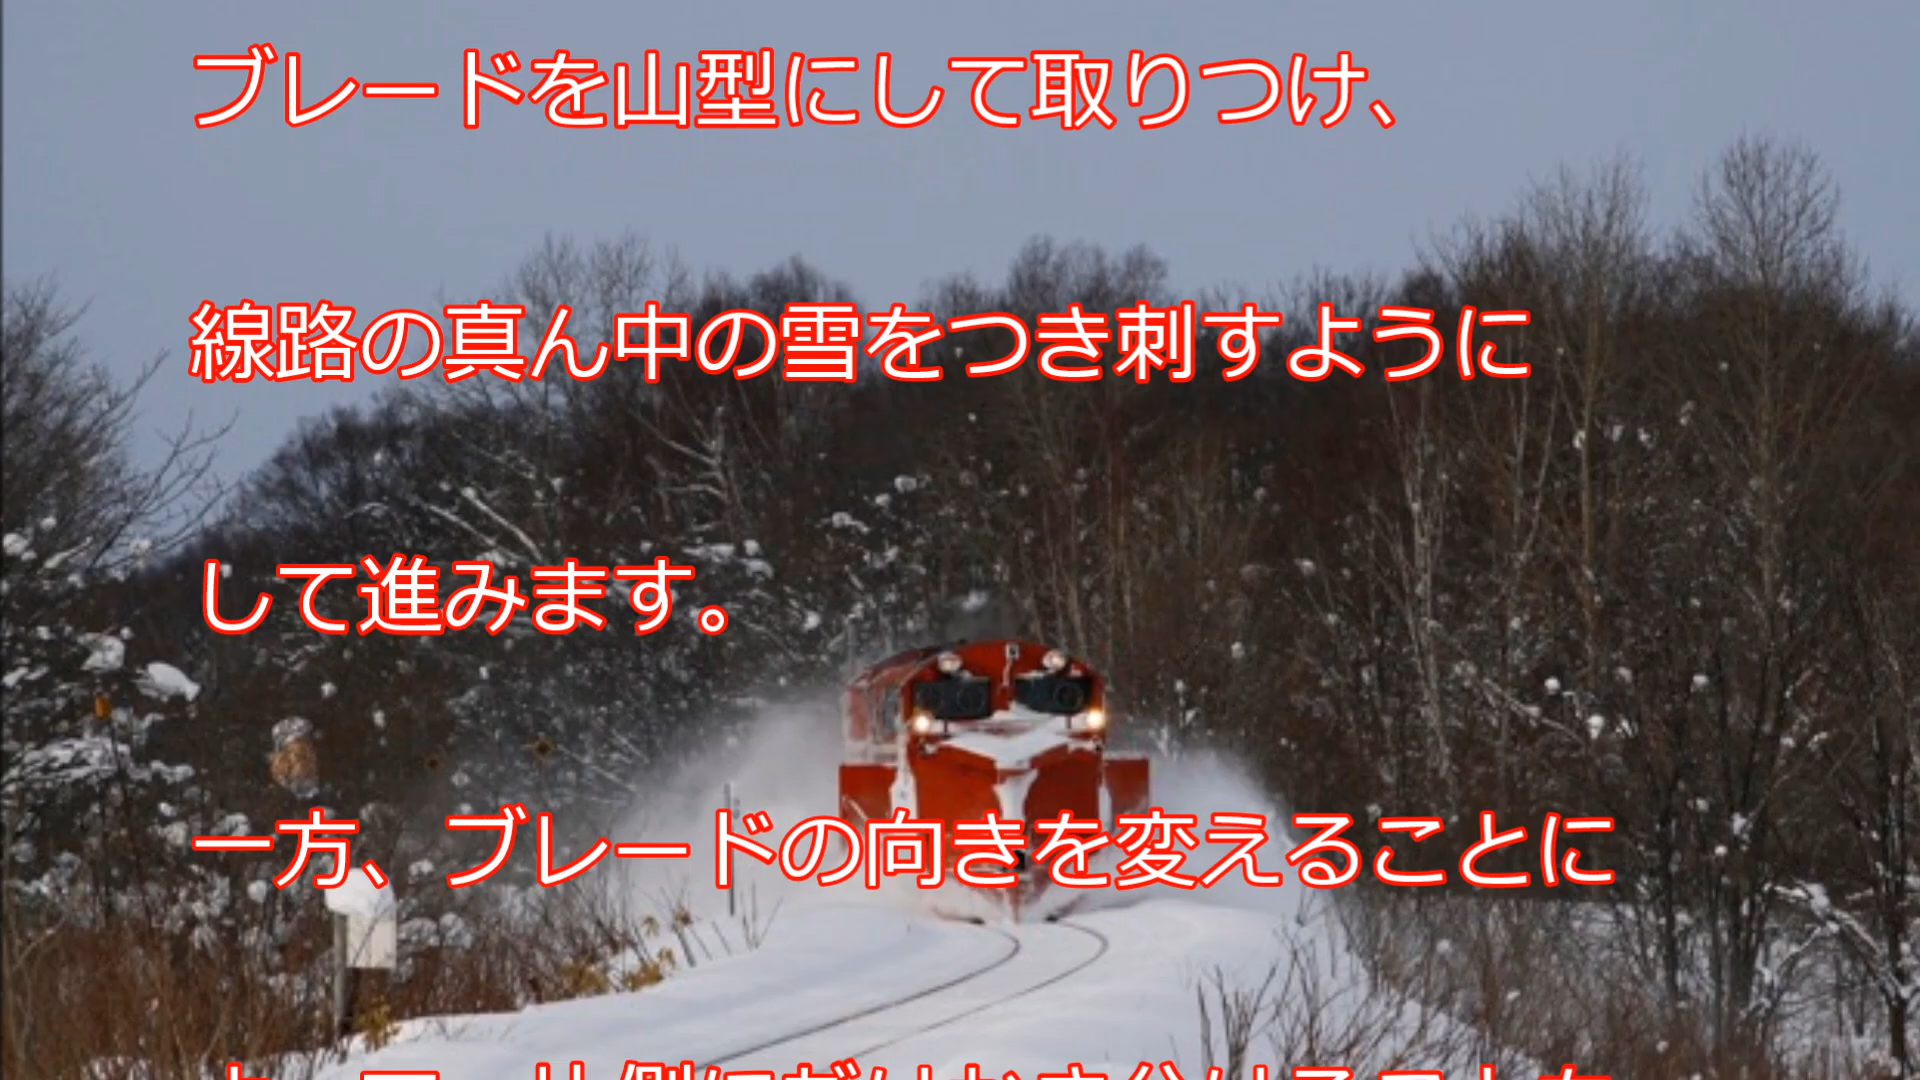 ブレードを山型にして取りつけ、
線路の真ん中の雪をつき刺すように
して進みます。
一方、ブレードの向きを変えることに